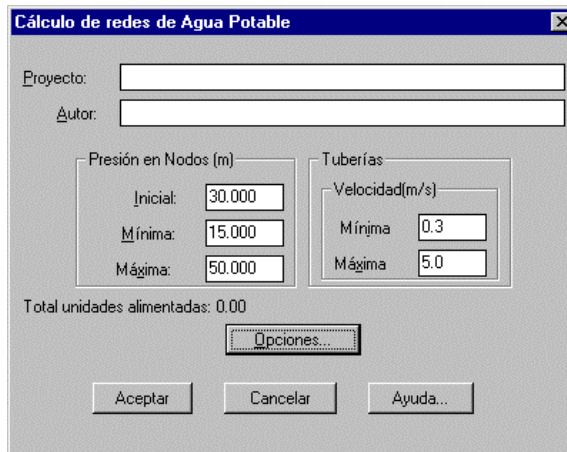 Cálculo de redes de Agua Potable
Proyecto:
Autor:
Presión en Nodos (m)
Inicial: 30.000
Mínima: 15.000
Máxima: 50.000
Tuberías
Velocidad(m/s)
Mínima 0.3
Máxima 5.0
Total unidades alimentadas: 0.00
Opciones...
Aceptar Cancelar Ayuda...